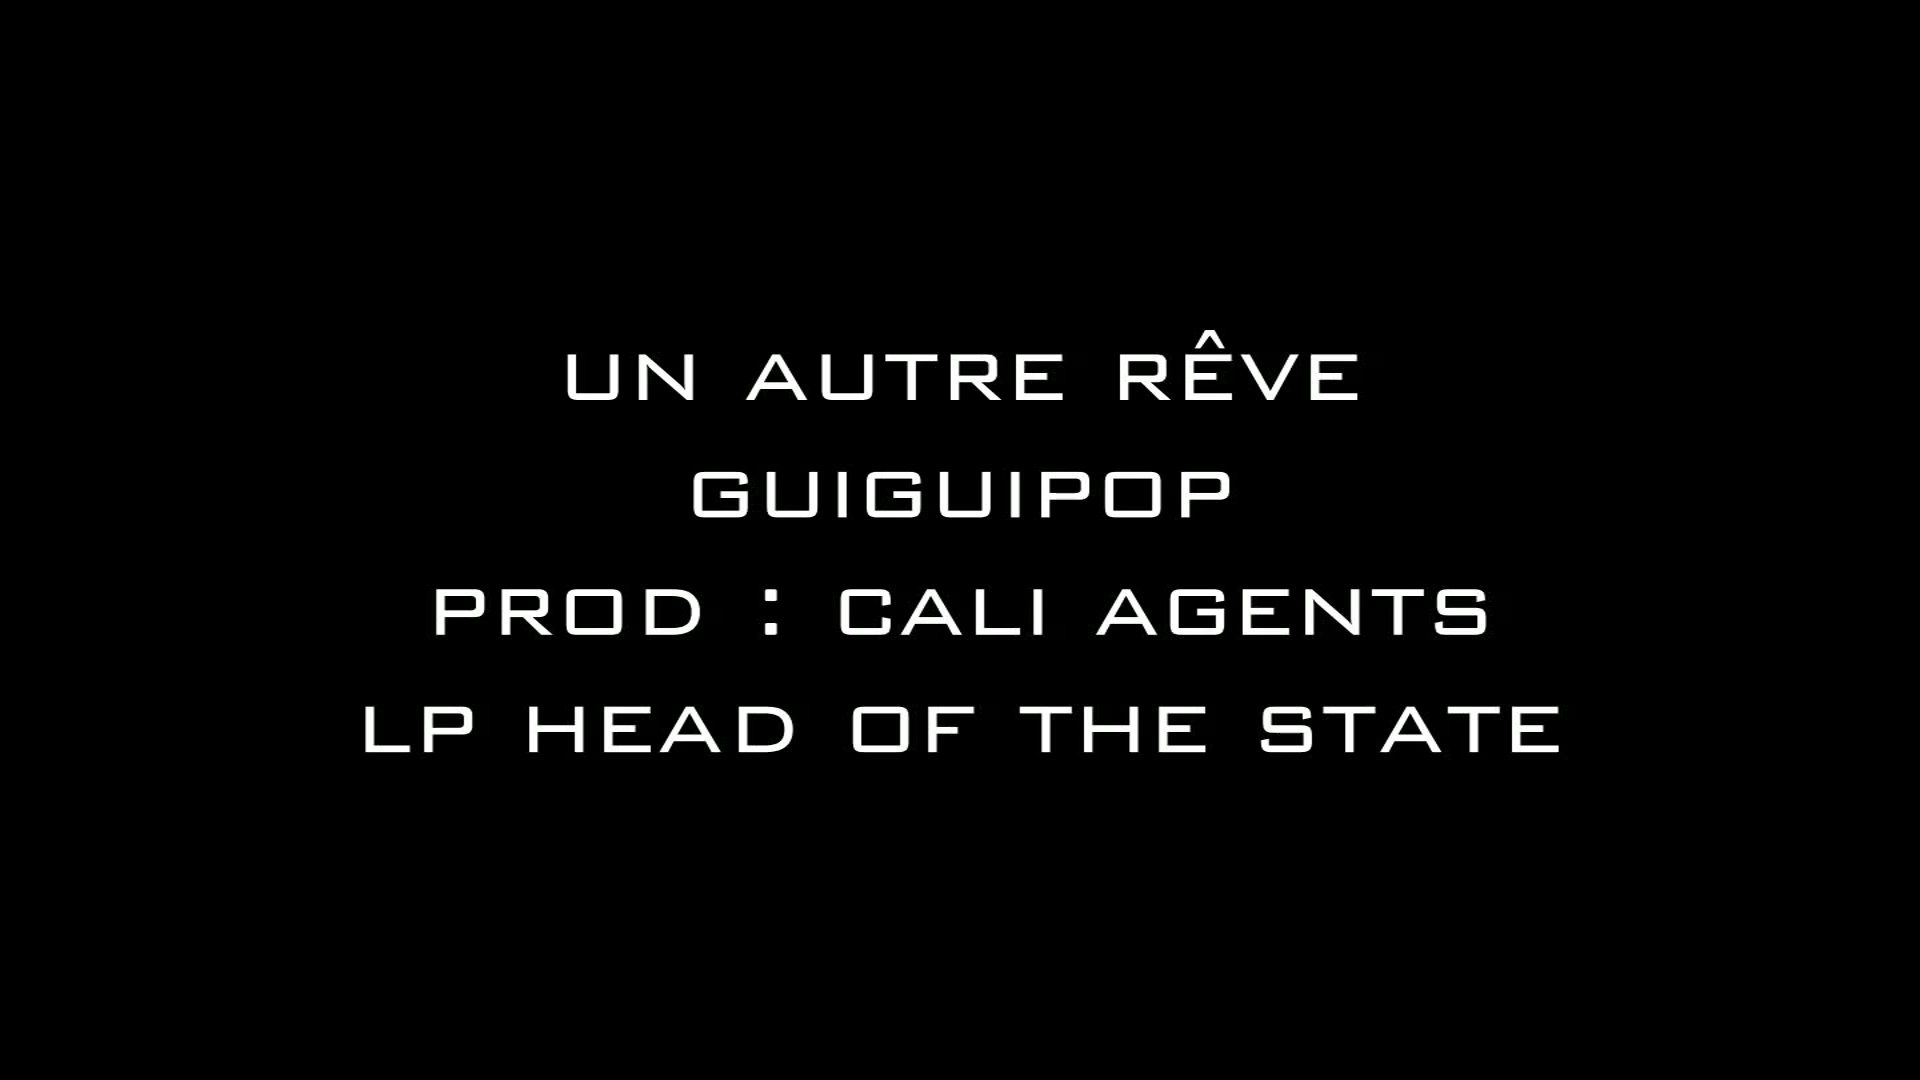 UN AUTRE RÊVE
GUIGUIPOP
PROD : CALI AGENTS
LP HEAD OF THE STATE